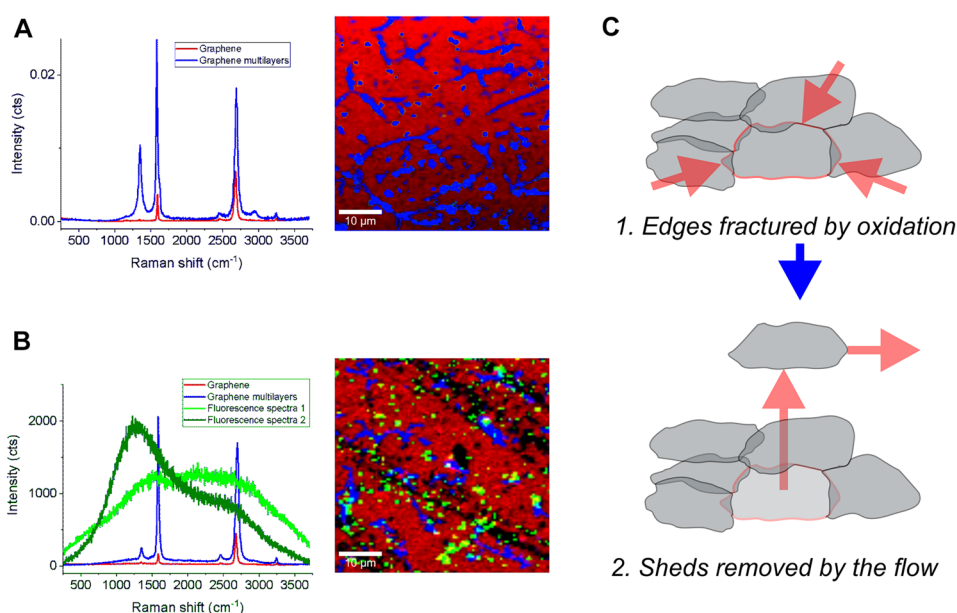 A
Intensity (cts)
0.02
0.00
Graphene
Graphene multilayers
500 1000 1500 2000 2500 3000 3500
Raman shift (cm⁻¹)
10 µm
B
Intensity (cts)
2000
1000
0
Graphene
Graphene multilayers
Fluorescence spectra 1
Fluorescence spectra 2
500 1000 1500 2000 2500 3000 3500
Raman shift (cm⁻¹)
10 µm
C
1. Edges fractured by oxidation
2. Sheds removed by the flow